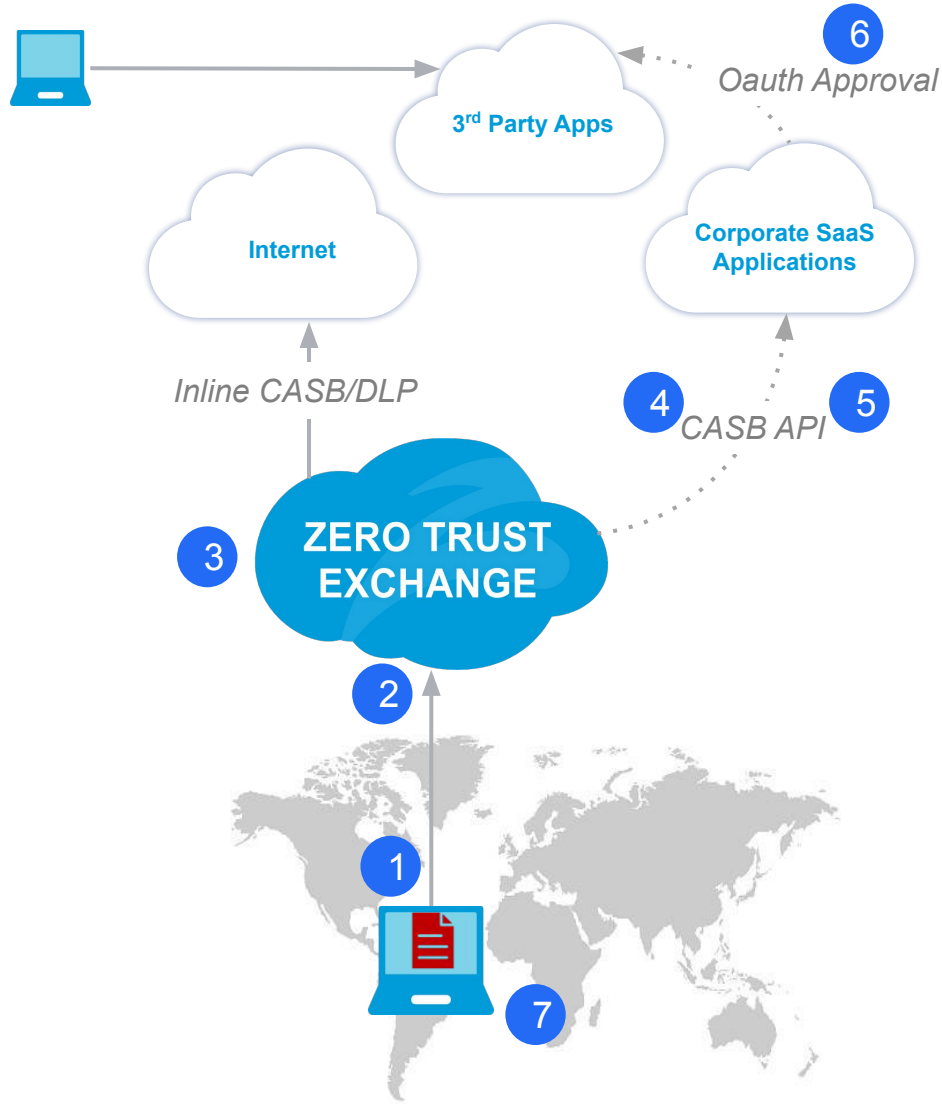 6
Oauth Approval
3rd Party Apps
Internet
Corporate SaaS
Applications
Inline CASB/DLP
4
5
CASB API
3
ZERO TRUST
EXCHANGE
2
1
7